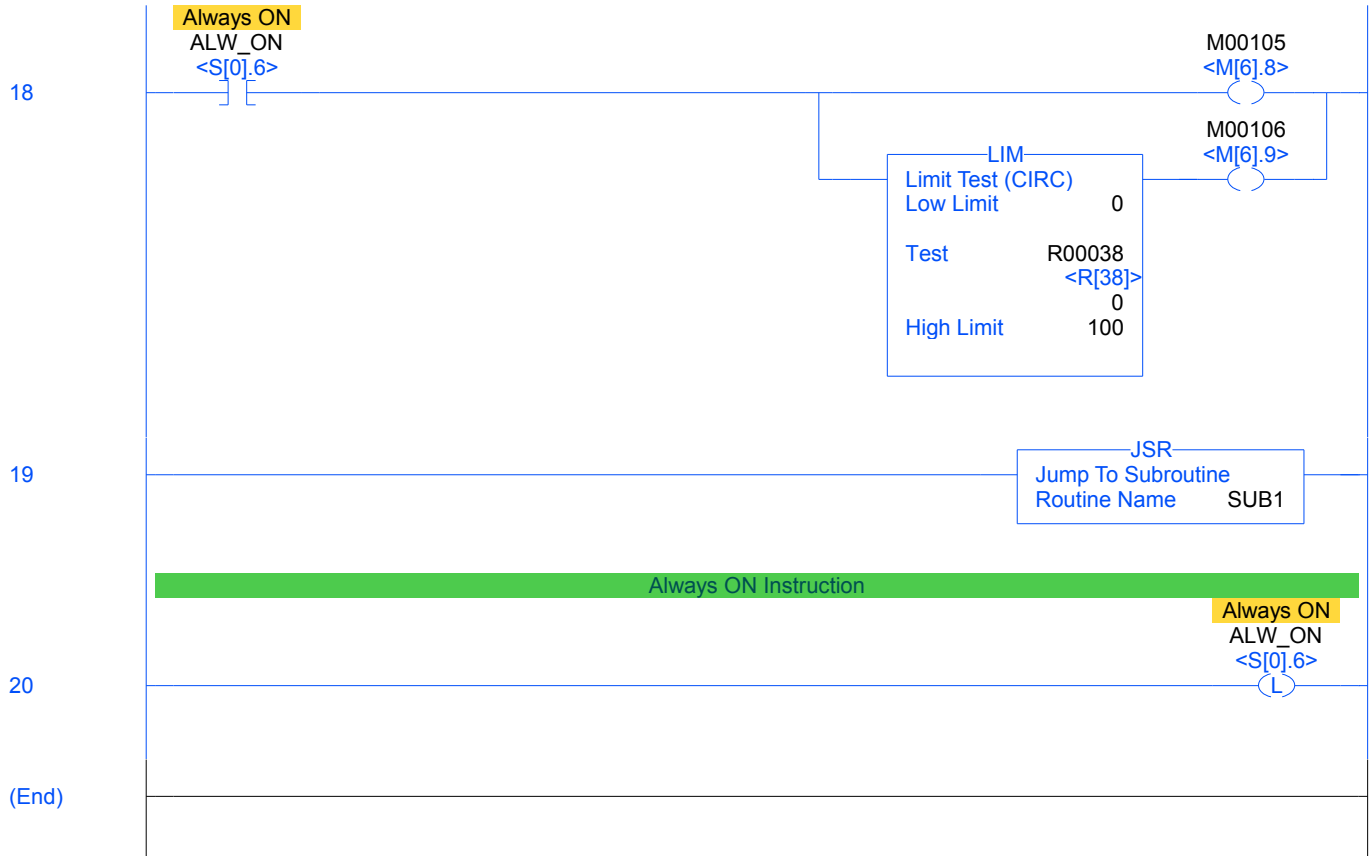 Always ON
ALW_ON
<S[0].6>
M00105
<M[6].8>
18
M00106
<M[6].9>
LIM
Limit Test (CIRC)
Low Limit 0
Test R00038
<R[38]>
0
High Limit 100
JSR
19
Jump To Subroutine
Routine Name SUB1
Always ON Instruction
Always ON
ALW_ON
<S[0].6>
20
L
(End)